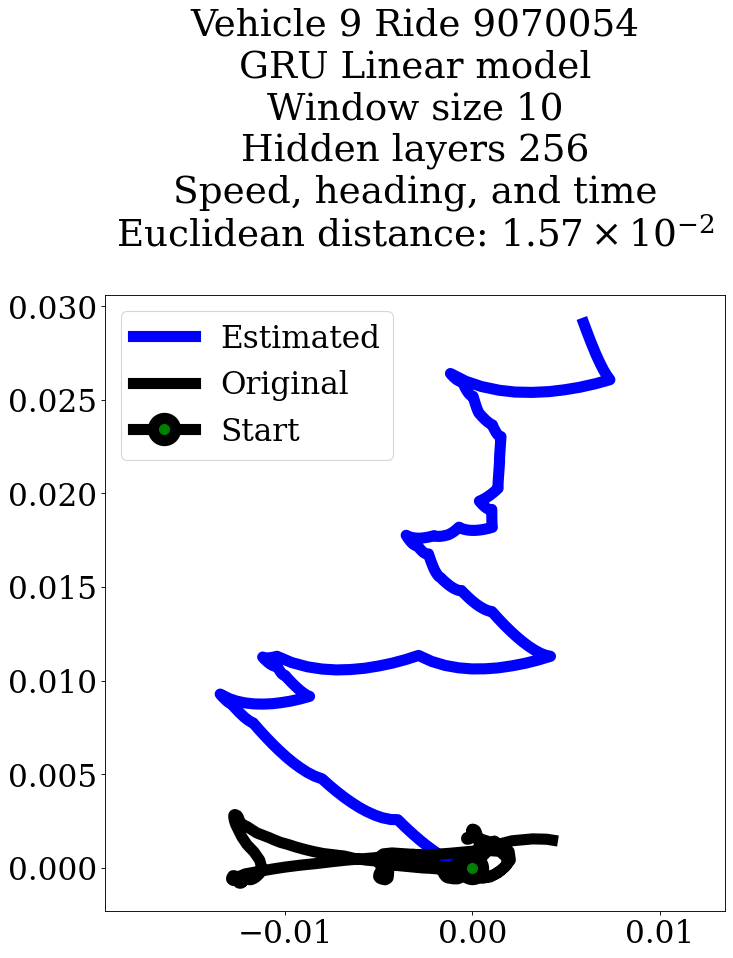 Vehicle 9 Ride 9070054
GRU Linear model
Window size 10
Hidden layers 256
Speed, heading, and time
Euclidean distance: 1.57 × 10⁻²
Estimated
Original
Start
0.030
0.025
0.020
0.015
0.010
0.005
0.000
−0.01
0.00
0.01